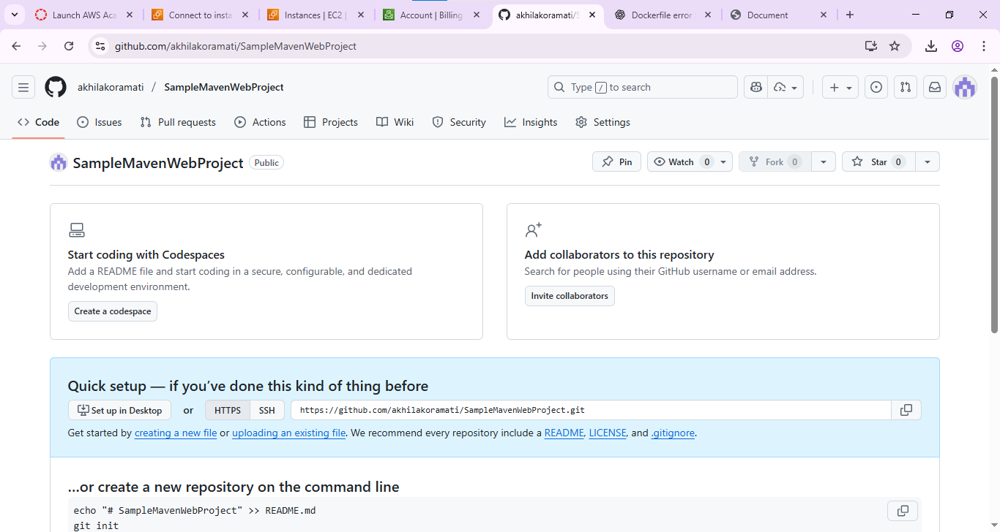 Launch AWS Aca
Connect to insta
Instances | EC2 |
Account | Billing
akhilakoramati/S
Dockerfile error
Document
github.com/akhilakoramati/SampleMavenWebProject
akhilakoramati / SampleMavenWebProject
Type / to search
Code
Issues
Pull requests
Actions
Projects
Wiki
Security
Insights
Settings
SampleMavenWebProject Public
Pin
Watch 0
Fork 0
Star 0
Start coding with Codespaces
Add a README file and start coding in a secure, configurable, and dedicated
development environment.
Create a codespace
Add collaborators to this repository
Search for people using their GitHub username or email address.
Invite collaborators
Quick setup — if you’ve done this kind of thing before
Set up in Desktop or HTTPS SSH https://github.com/akhilakoramati/SampleMavenWebProject.git
Get started by creating a new file or uploading an existing file. We recommend every repository include a README, LICENSE, and .gitignore.
…or create a new repository on the command line
echo "# SampleMavenWebProject" >> README.md
git init